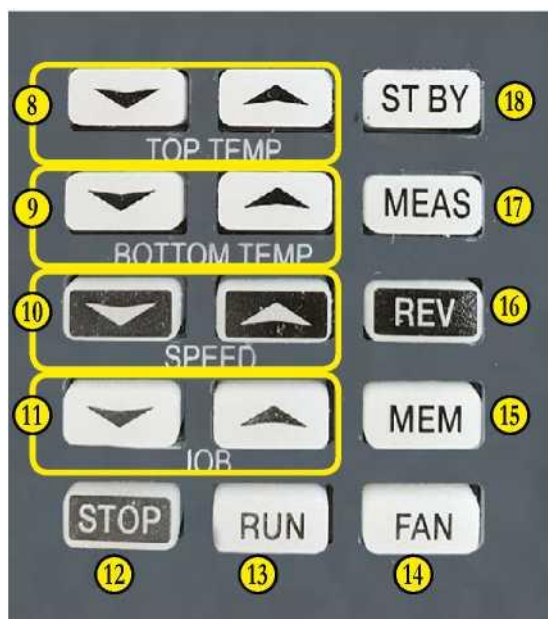 8 ST BY 18
TOP TEMP
9 MEAS 17
BOTTOM TEMP
10 REV 16
SPEED
11 MEM 15
JOB
STOP RUN FAN
12 13 14